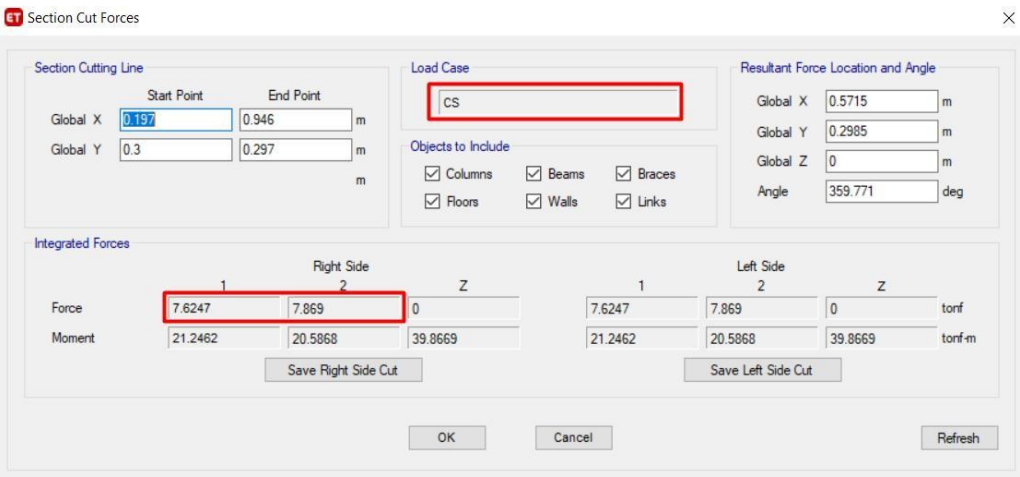 ET Section Cut Forces
Section Cutting Line
Start Point End Point
Global X 0.197 0.946 m
Global Y 0.3 0.297 m
m
Load Case
CS
Objects to Include
Columns Beams Braces
Floors Walls Links
Resultant Force Location and Angle
Global X 0.5715 m
Global Y 0.2985 m
Global Z 0 m
Angle 359.771 deg
Integrated Forces
Right Side Left Side
1 2 Z 1 2 Z
Force 7.6247 7.869 0 7.6247 7.869 0 tonf
Moment 21.2462 20.5868 39.8669 21.2462 20.5868 39.8669 tonf-m
Save Right Side Cut Save Left Side Cut
OK Cancel Refresh